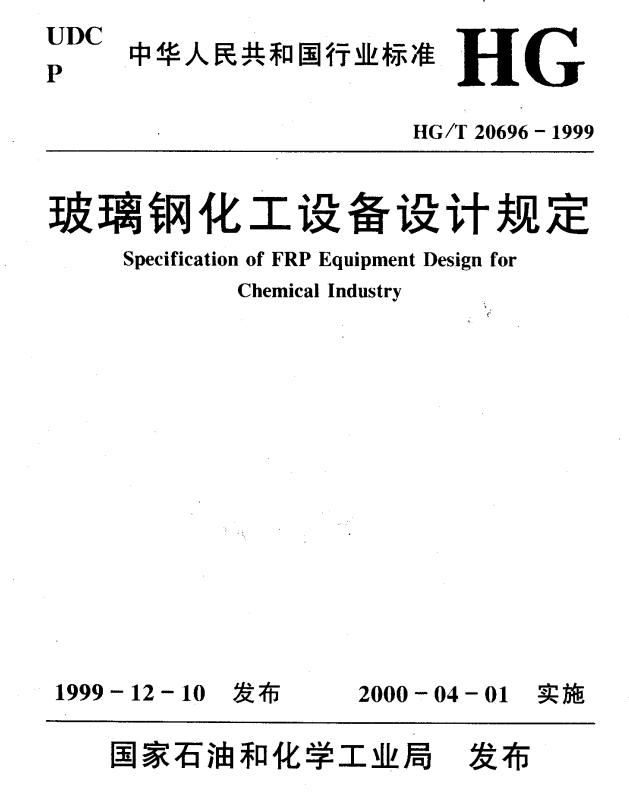 UDC
P
中华人民共和国行业标准
HG
HG/T 20696－1999
玻璃钢化工设备设计规定
Specification of FRP Equipment Design for
Chemical Industry
1999－12－10 发布 2000－04－01 实施
国家石油和化学工业局 发布